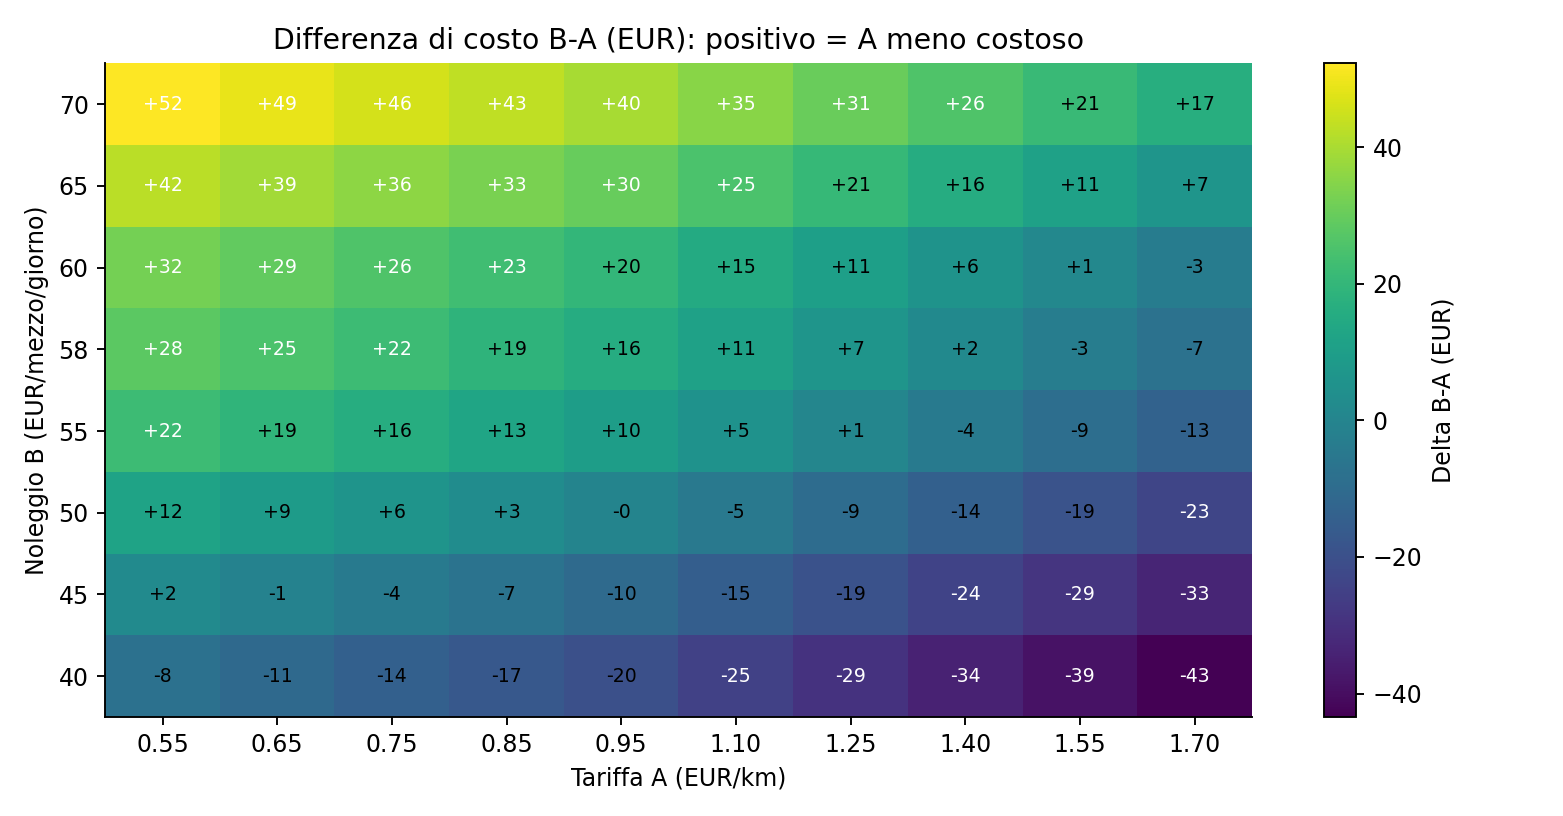 Differenza di costo B-A (EUR): positivo = A meno costoso
Noleggio B (EUR/mezzo/giorno)
70 +52 +49 +46 +43 +40 +35 +31 +26 +21 +17
65 +42 +39 +36 +33 +30 +25 +21 +16 +11 +7
60 +32 +29 +26 +23 +20 +15 +11 +6 +1 -3
58 +28 +25 +22 +19 +16 +11 +7 +2 -3 -7
55 +22 +19 +16 +13 +10 +5 +1 -4 -9 -13
50 +12 +9 +6 +3 -0 -5 -9 -14 -19 -23
45 +2 -1 -4 -7 -10 -15 -19 -24 -29 -33
40 -8 -11 -14 -17 -20 -25 -29 -34 -39 -43
0.55 0.65 0.75 0.85 0.95 1.10 1.25 1.40 1.55 1.70
Tariffa A (EUR/km)
40
20
0
−20
−40
Delta B-A (EUR)